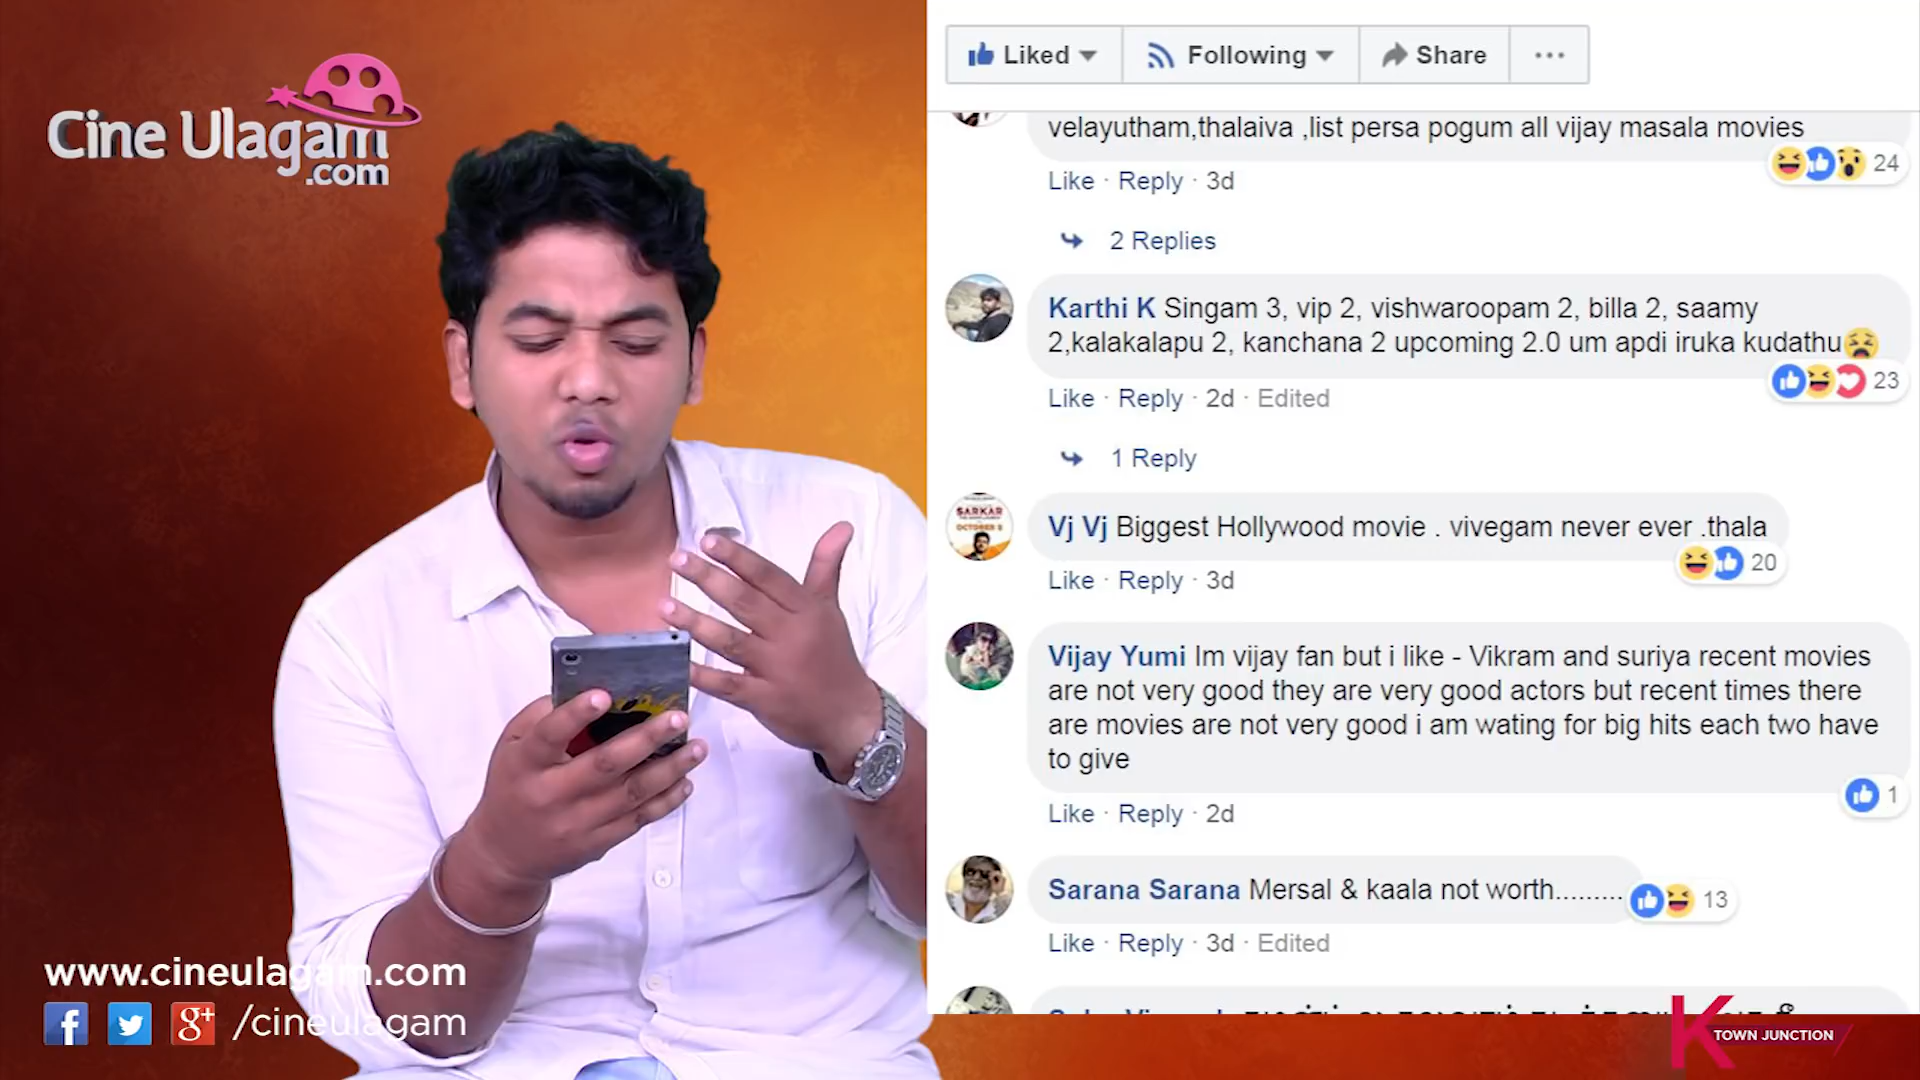 Cine Ulagam
.com
Liked
Following
Share
velayutham,thalaiva ,list persa pogum all vijay masala movies
24
Like · Reply · 3d
2 Replies
Karthi K Singam 3, vip 2, vishwaroopam 2, billa 2, saamy
2,kalakalapu 2, kanchana 2 upcoming 2.0 um apdi iruka kudathu
23
Like · Reply · 2d · Edited
1 Reply
SARKAR
OCTOBER
Vj Vj Biggest Hollywood movie . vivegam never ever .thala
20
Like · Reply · 3d
Vijay Yumi Im vijay fan but i like - Vikram and suriya recent movies
are not very good they are very good actors but recent times there
are movies are not very good i am wating for big hits each two have
to give
1
Like · Reply · 2d
Sarana Sarana Mersal & kaala not worth.........
13
Like · Reply · 3d · Edited
www.cineulagam.com
f g+ /cineulagam
K TOWN JUNCTION